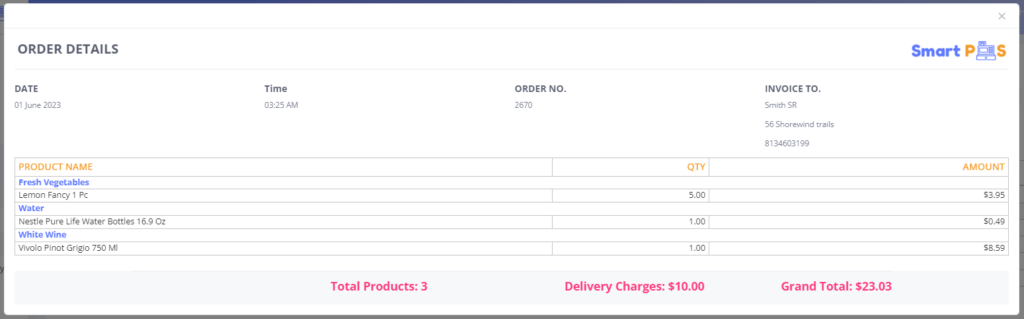 ×
ORDER DETAILS
Smart POS
DATE Time ORDER NO. INVOICE TO.
01 June 2023 03:25 AM 2670 Smith SR
56 Shorewind trails
8134603199
PRODUCT NAME QTY AMOUNT
Fresh Vegetables
Lemon Fancy 1 Pc 5.00 $3.95
Water
Nestle Pure Life Water Bottles 16.9 Oz 1.00 $0.49
White Wine
Vivolo Pinot Grigio 750 Ml 1.00 $8.59
Total Products: 3 Delivery Charges: $10.00 Grand Total: $23.03